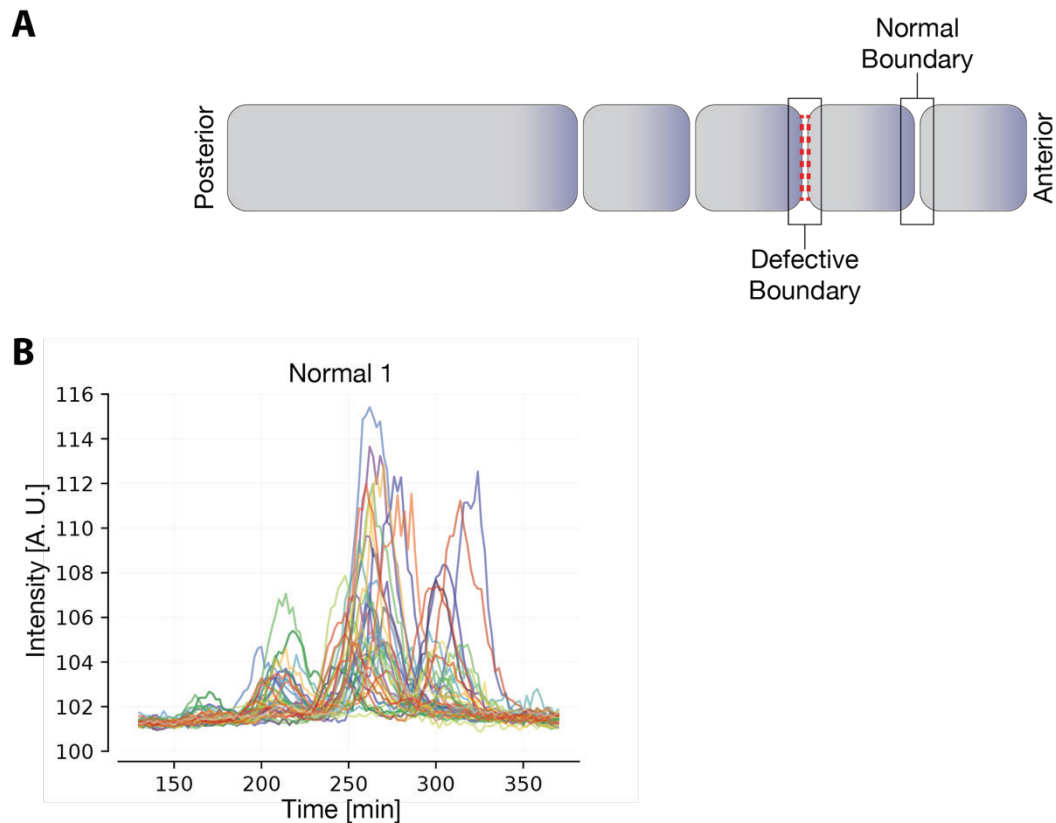 A
Normal
Boundary
Posterior
Anterior
Defective
Boundary
B
Normal 1
116
114
112
110
108
106
104
102
100
Intensity [A. U.]
150 200 250 300 350
Time [min]